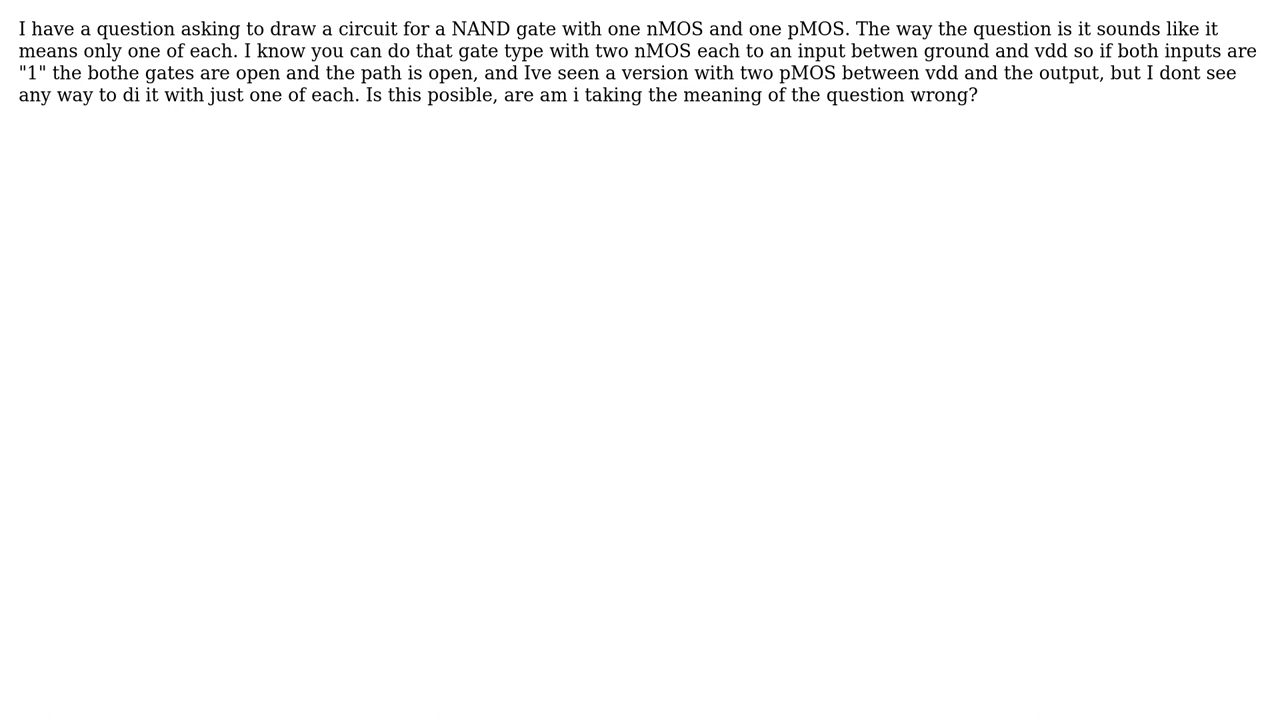 I have a question asking to draw a circuit for a NAND gate with one nMOS and one pMOS. The way the question is it sounds like it
means only one of each. I know you can do that gate type with two nMOS each to an input betwen ground and vdd so if both inputs are
"1" the bothe gates are open and the path is open, and Ive seen a version with two pMOS between vdd and the output, but I dont see
any way to di it with just one of each. Is this posible, are am i taking the meaning of the question wrong?